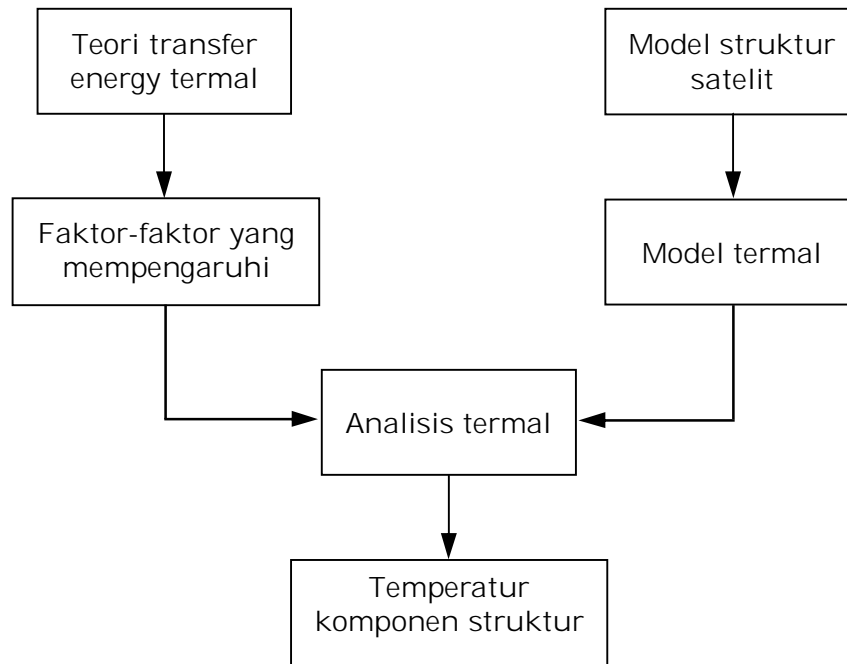 Teori transfer
energy termal
Model struktur
satelit
Faktor-faktor yang
mempengaruhi
Model termal
Analisis termal
Temperatur
komponen struktur